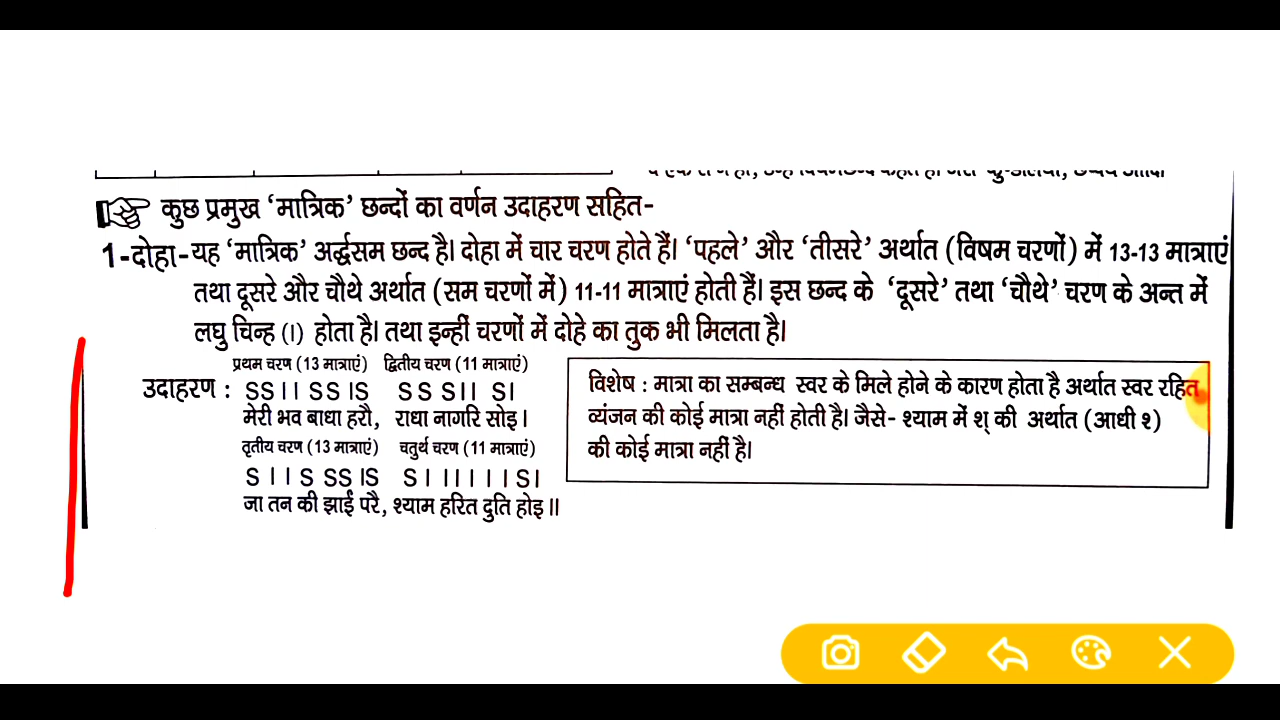 कुछ प्रमुख 'मात्रिक' छन्दों का वर्णन उदाहरण सहित-
1-दोहा-यह 'मात्रिक' अर्द्धसम छन्द है। दोहा में चार चरण होते हैं। 'पहले' और 'तीसरे' अर्थात (विषम चरणों) में 13-13 मात्राएं
तथा दूसरे और चौथे अर्थात (सम चरणों में) 11-11 मात्राएं होती हैं। इस छन्द के 'दूसरे' तथा 'चौथे' चरण के अन्त में
लघु चिन्ह (I) होता है। तथा इन्हीं चरणों में दोहे का तुक भी मिलता है।
प्रथम चरण (13 मात्राएं) द्वितीय चरण (11 मात्राएं)
उदाहरण : SS I I SS IS S S S I I SI
मेरी भव बाधा हरौ, राधा नागरि सोइ।
तृतीय चरण (13 मात्राएं) चतुर्थ चरण (11 मात्राएं)
S I I S SS IS S I I I I I I S I
जा तन की झाईं परै, श्याम हरित दुति होइ॥
विशेष : मात्रा का सम्बन्ध स्वर के मिले होने के कारण होता है अर्थात स्वर रहित
व्यंजन की कोई मात्रा नहीं होती है। जैसे- श्याम में श् की अर्थात (आधी श्)
की कोई मात्रा नहीं है।